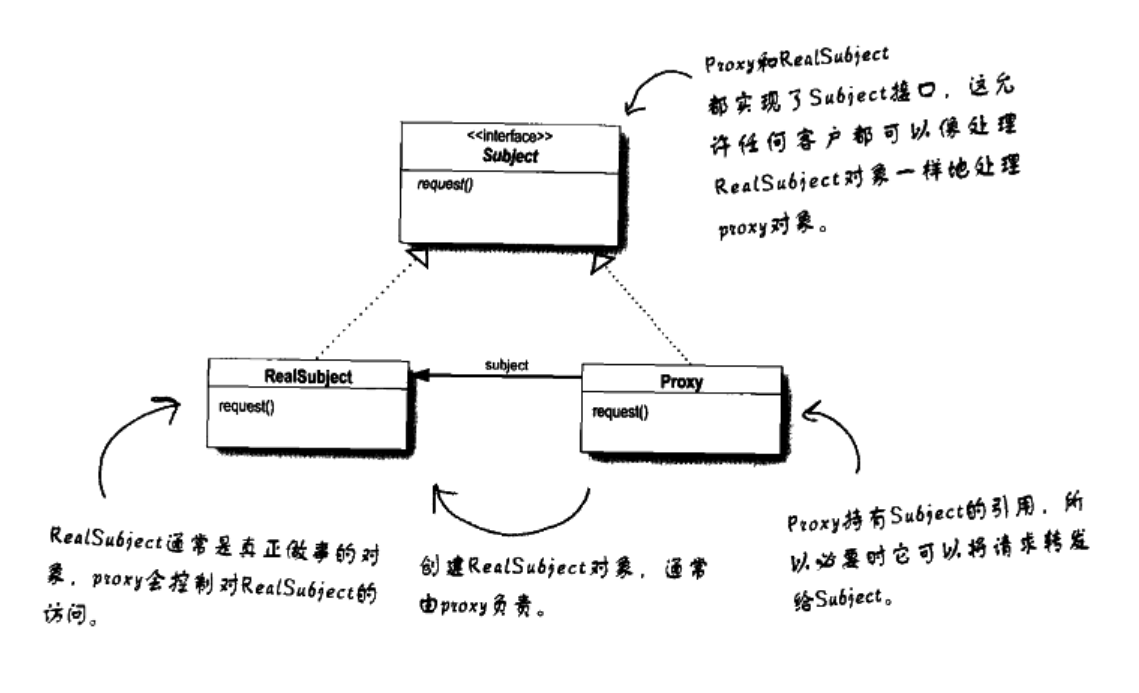 Proxy和RealSubject
都实现了Subject接口，这允
许任何客户都可以像处理
RealSubject对象一样地处理
proxy对象。
<<interface>>
Subject
request()
RealSubject
request()
subject
Proxy
request()
RealSubject通常是真正做事的对
象，proxy会控制对RealSubject的
访问。
创建RealSubject对象，通常
由proxy负责。
Proxy持有Subject的引用，所
以必要时它可以将请求转发
给Subject。